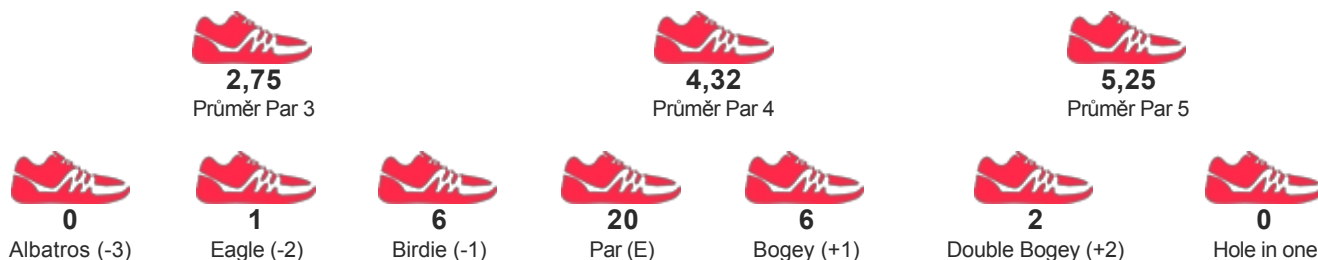 2,75 4,32 5,25
Průměr Par 3 Průměr Par 4 Průměr Par 5
0 1 6 20 6 2 0
Albatros (-3) Eagle (-2) Birdie (-1) Par (E) Bogey (+1) Double Bogey (+2) Hole in one